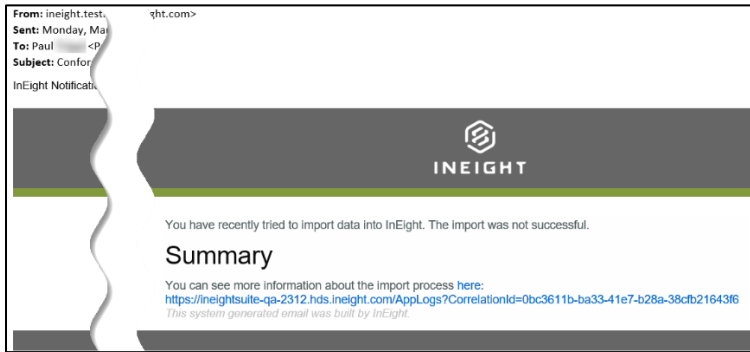 From: ineight.test. ght.com>
Sent: Monday, Ma
To: Paul <P
Subject: Confor
InEight Notificati
INEIGHT
You have recently tried to import data into InEight. The import was not successful.
Summary
You can see more information about the import process here:
https://ineightsuite-qa-2312.hds.ineight.com/AppLogs?CorrelationId=0bc3611b-ba33-41e7-b28a-38cfb21643f6
This system generated email was built by InEight.